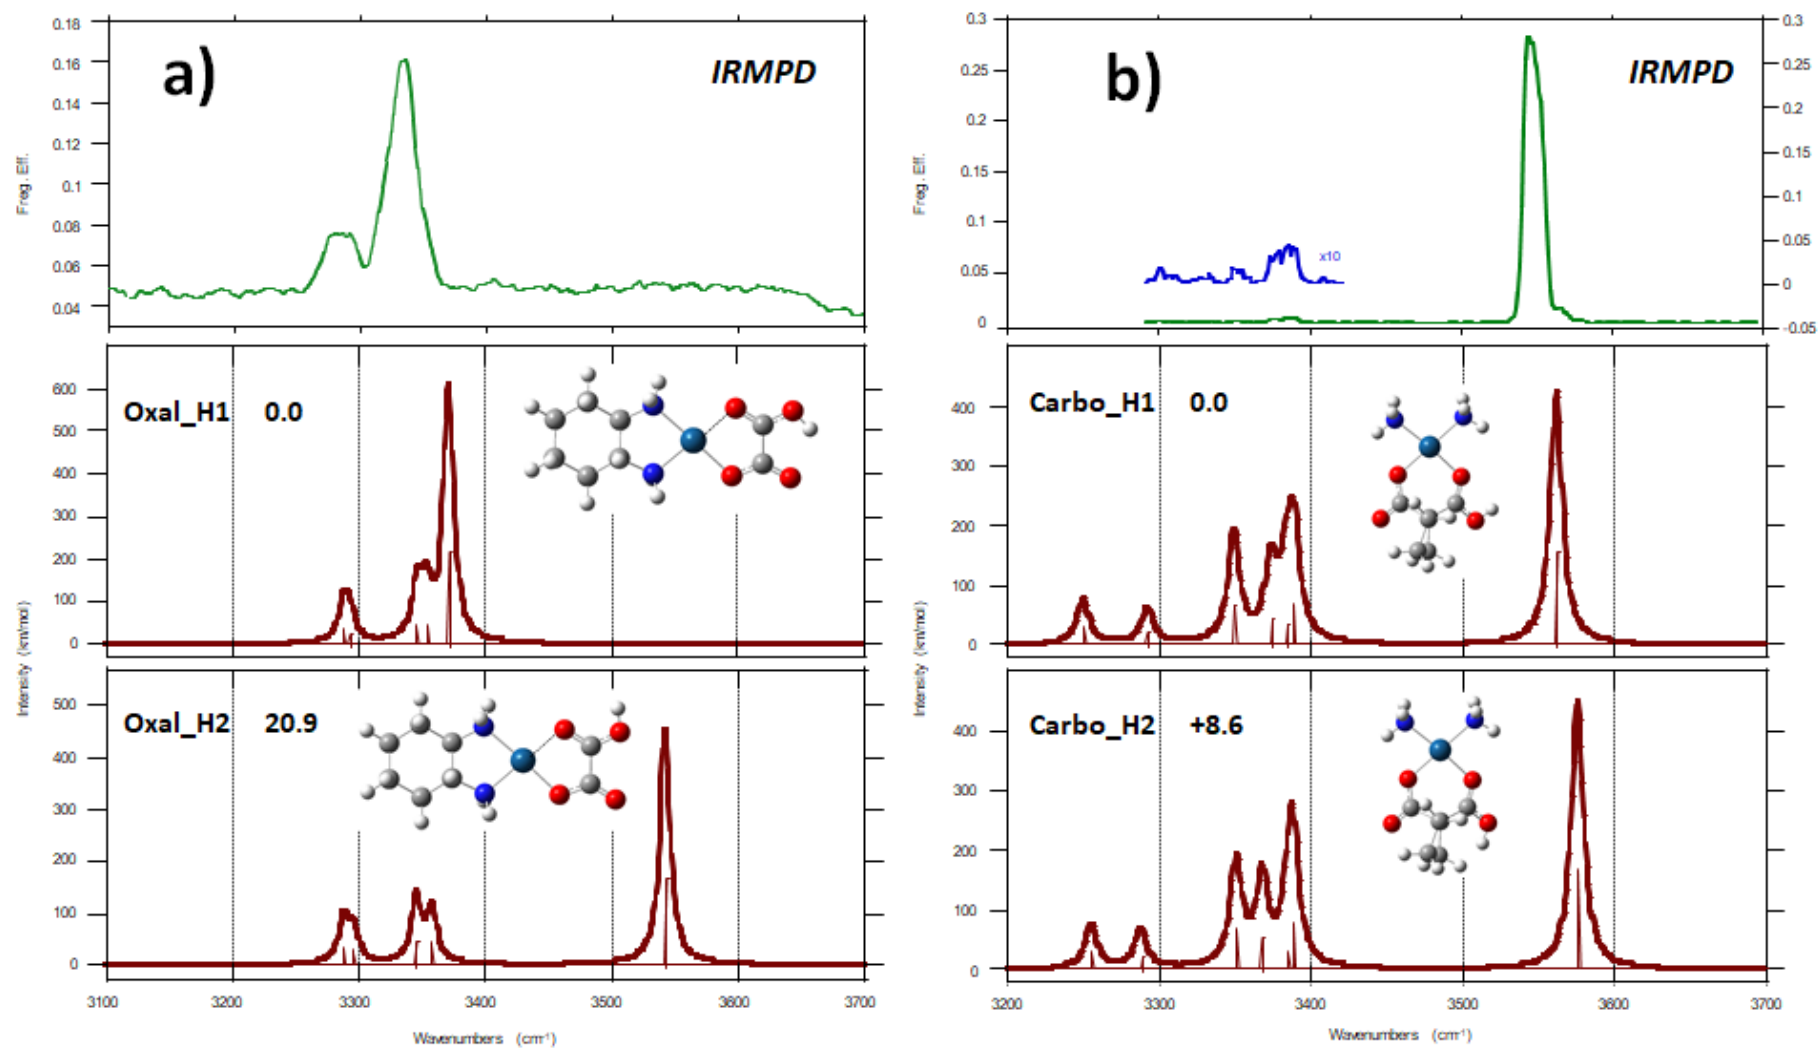 a)
IRMPD
0.18
0.16
0.14
0.12
0.1
0.08
0.06
0.04
Frag. Eff.
Oxal_H1 0.0
600
500
400
300
200
100
0
Intensity (km/mol)
Oxal_H2 20.9
500
400
300
200
100
0
3100 3200 3300 3400 3500 3600 3700
Wavenumbers (cm-1)
b)
IRMPD
0.3
0.25
0.2
0.15
0.1
0.05
0
Frag. Eff.
x10
0.3
0.25
0.2
0.15
0.1
0.05
0
-0.05
Carbo_H1 0.0
400
300
200
100
0
Intensity (km/mol)
Carbo_H2 +8.6
400
300
200
100
0
3200 3300 3400 3500 3600 3700
Wavenumbers (cm-1)